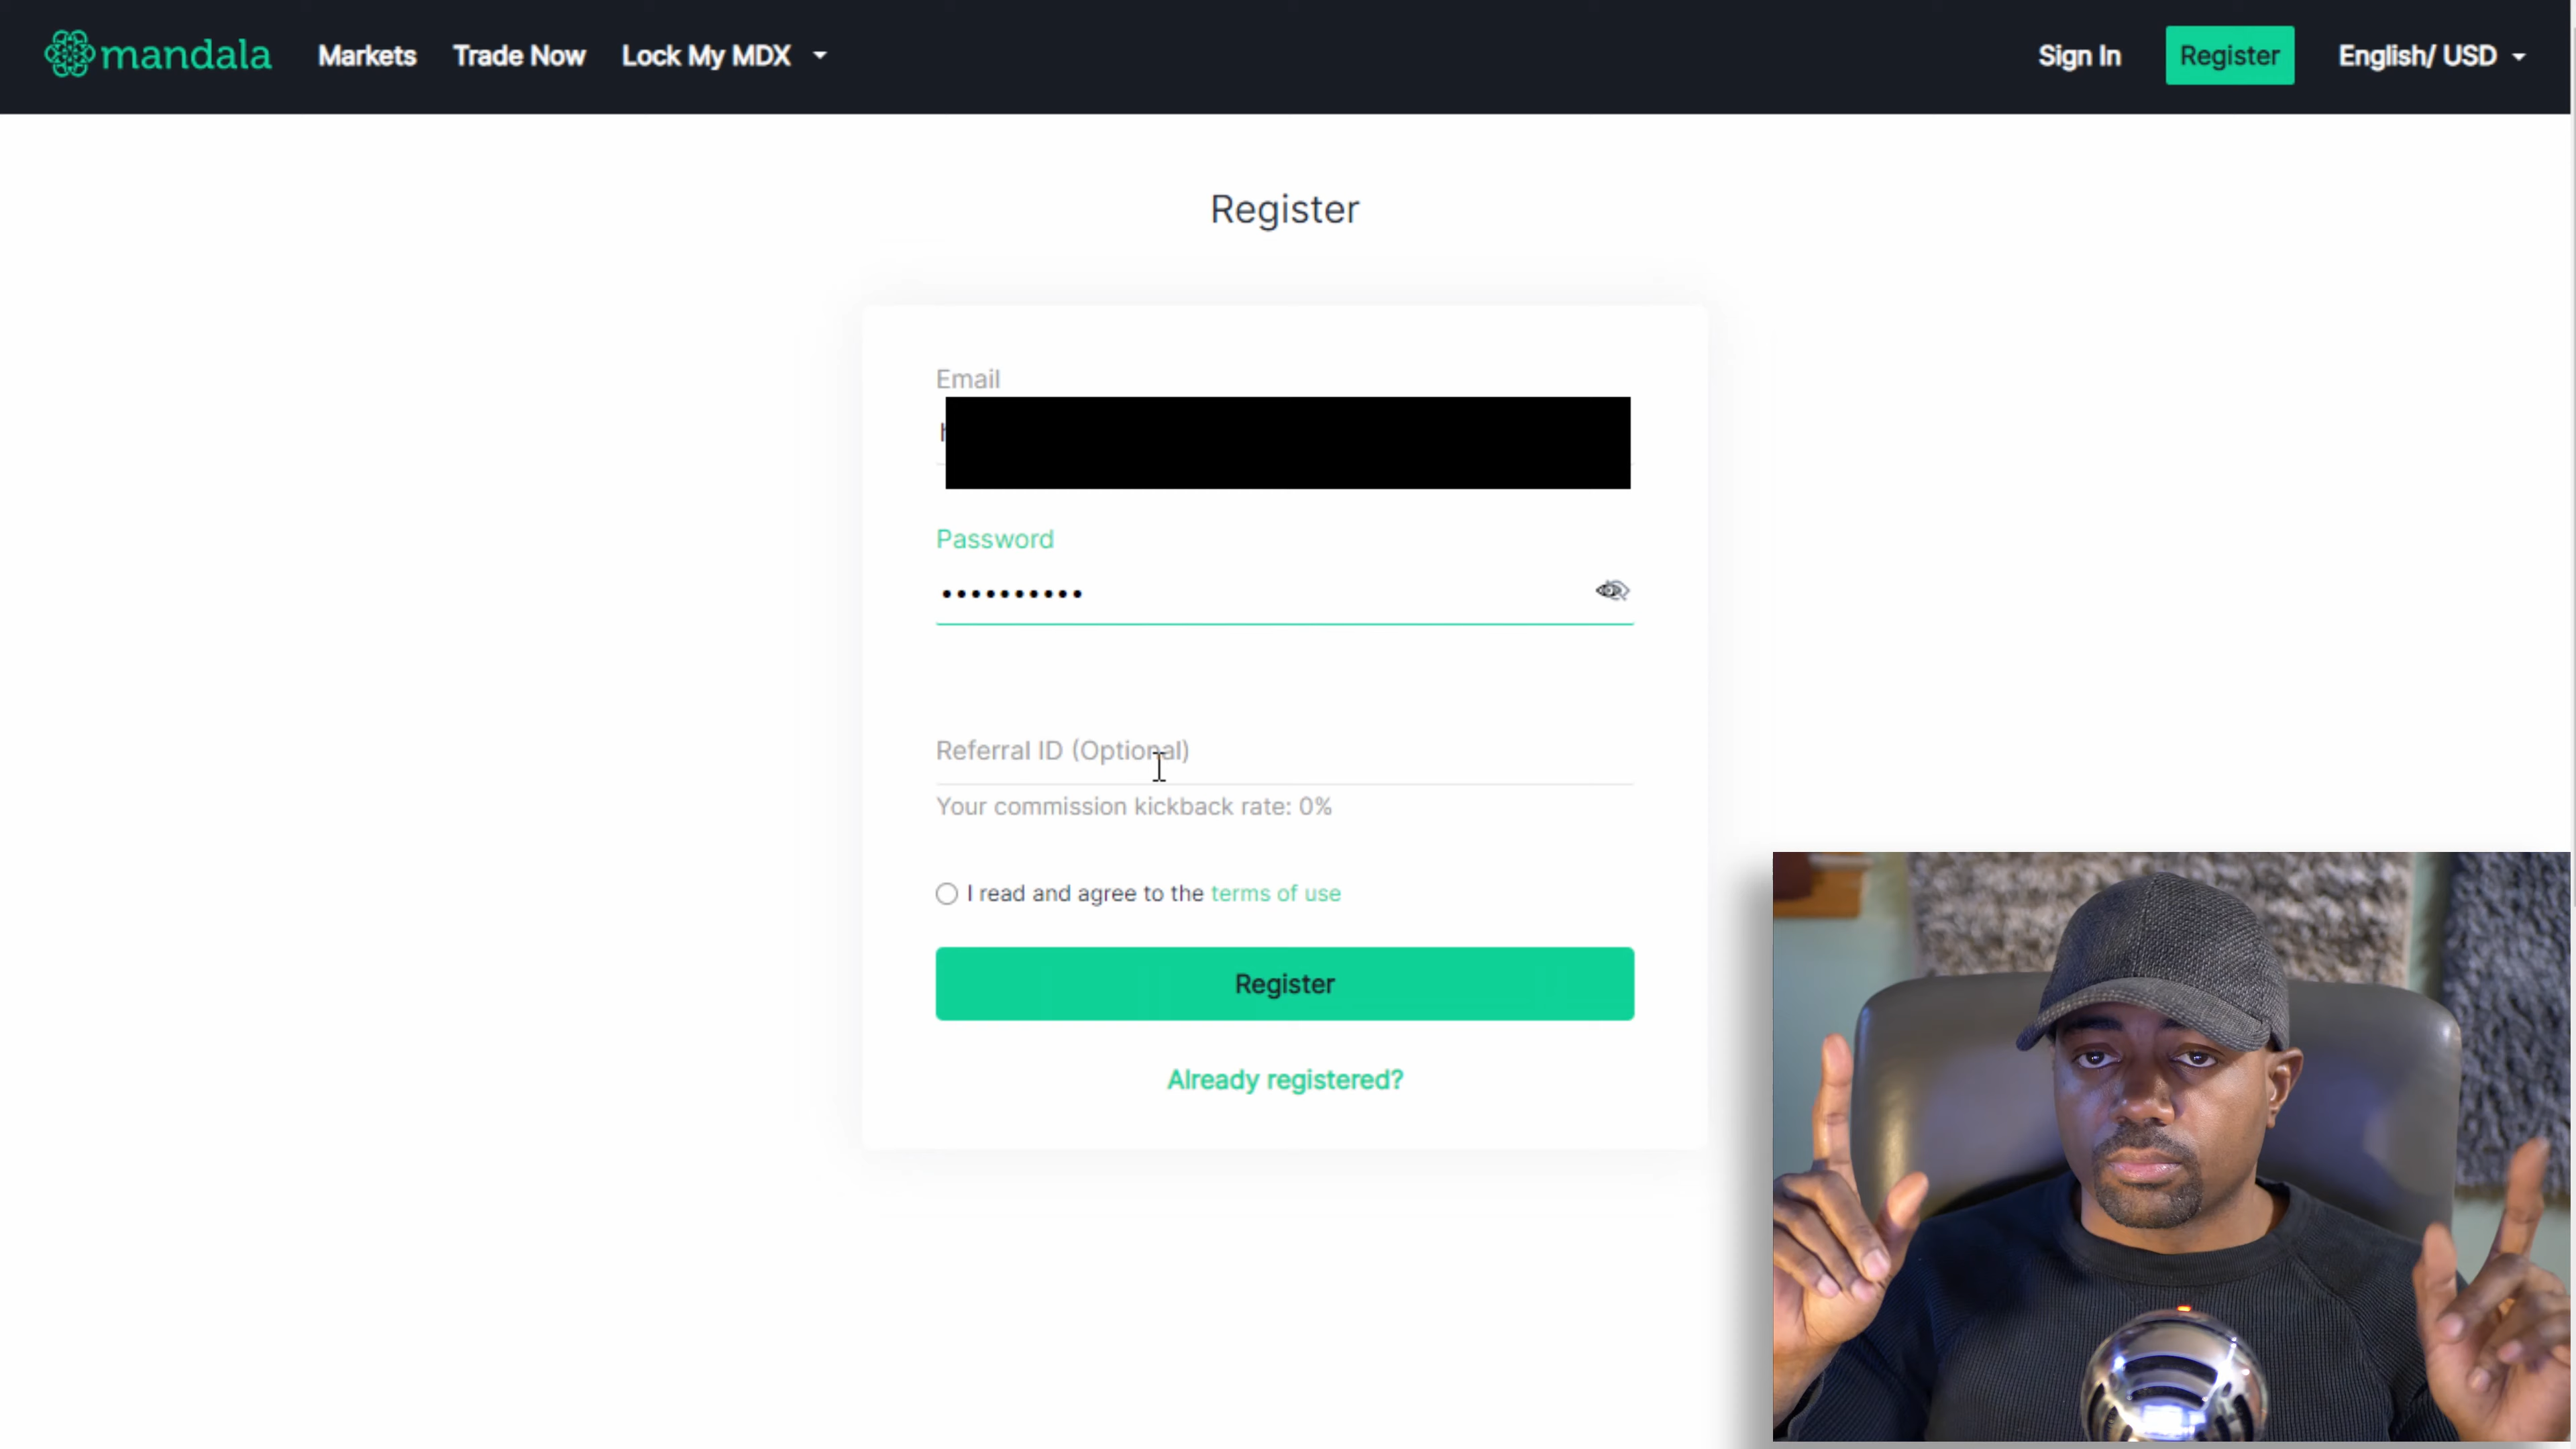 mandala Markets Trade Now Lock My MDX Sign In Register English/ USD
Register
Email
Password
••••••••••
Referral ID (Optional)
Your commission kickback rate: 0%
I read and agree to the terms of use
Register
Already registered?